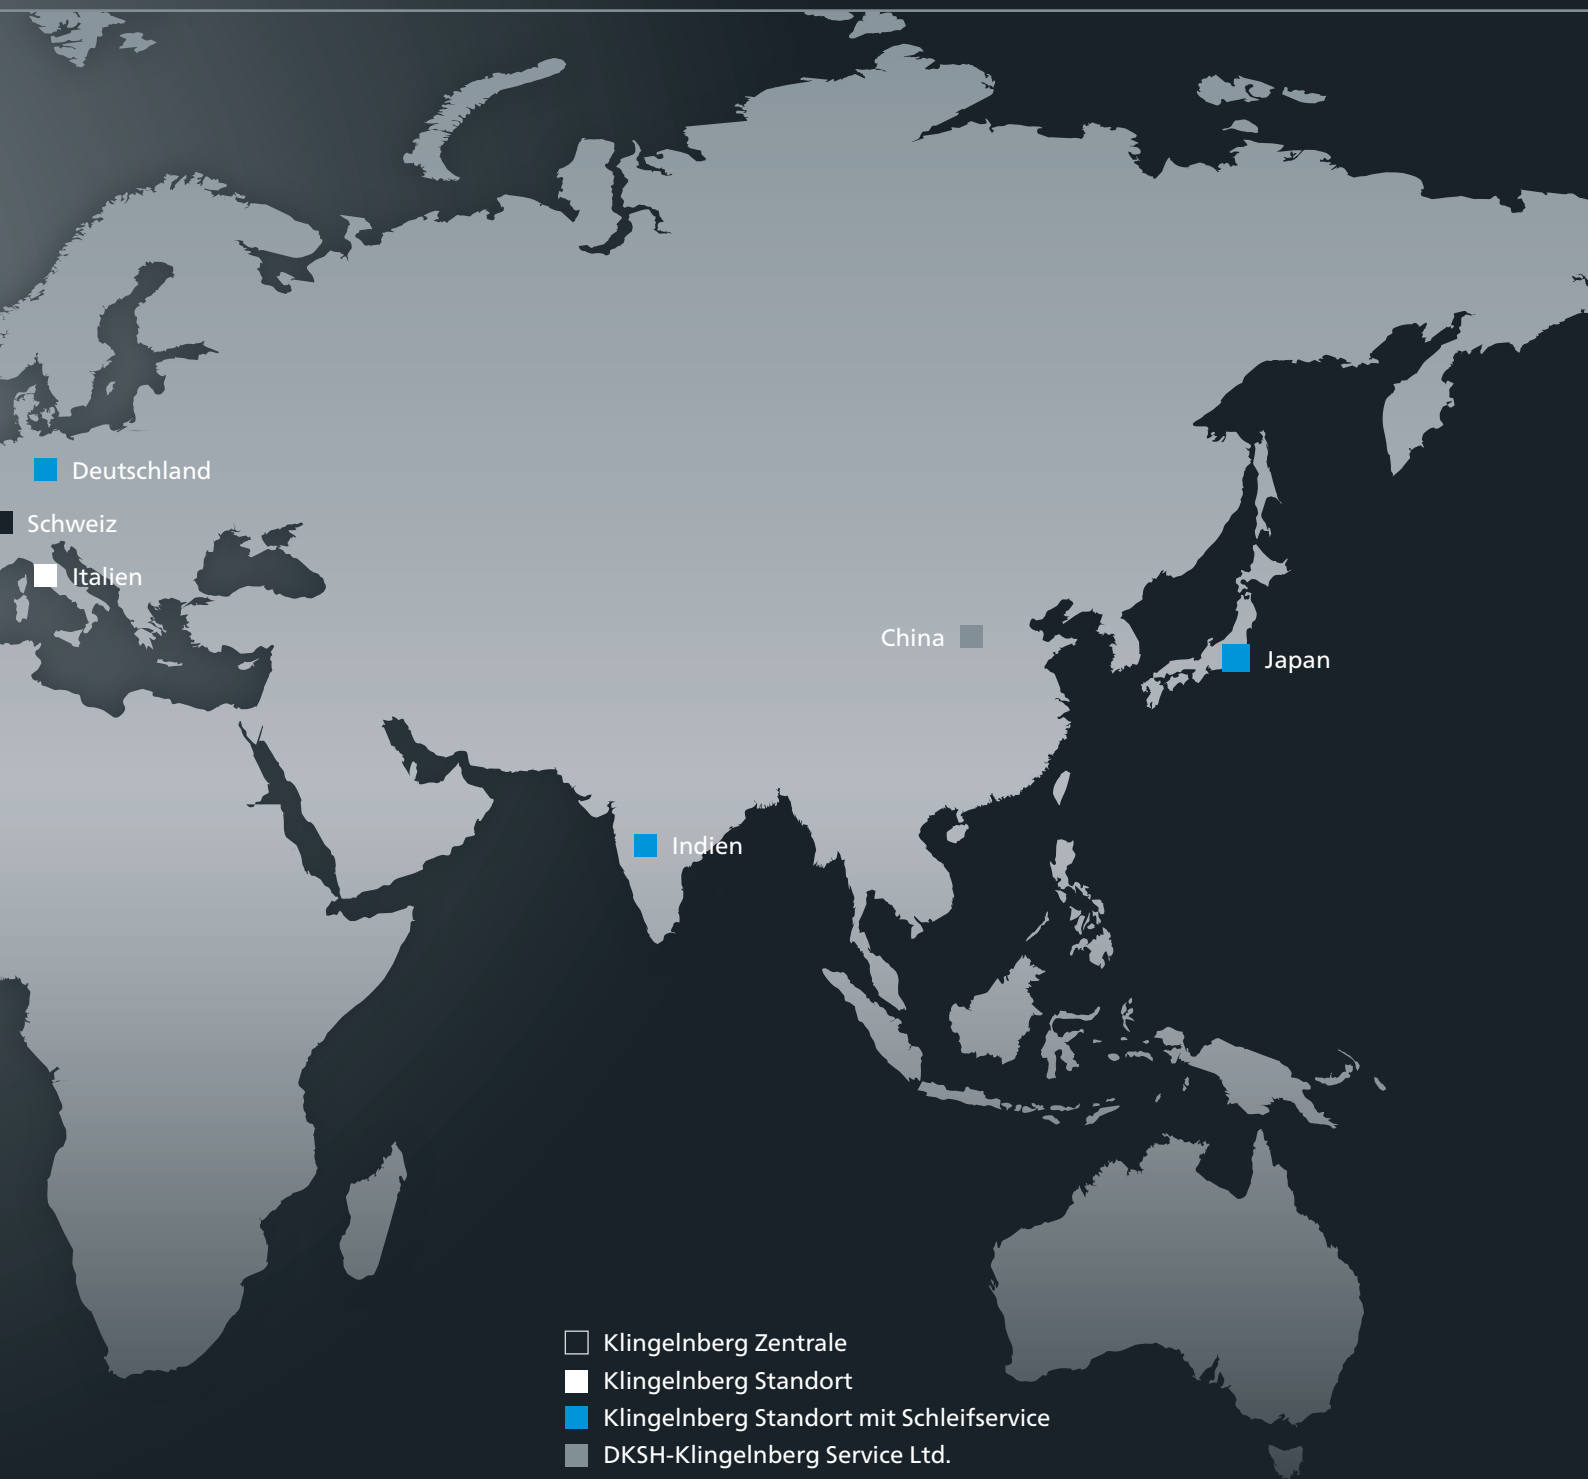 Deutschland
Schweiz
Italien
China
Japan
Indien
Klingelnberg Zentrale
Klingelnberg Standort
Klingelnberg Standort mit Schleifservice
DKSH-Klingelnberg Service Ltd.